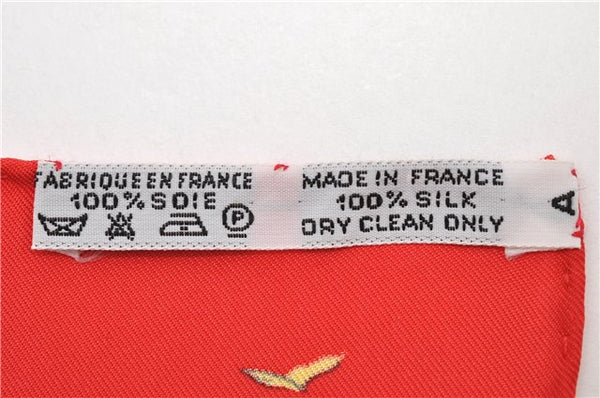 FABRIQUE EN FRANCE
100% SOIE
P
MADE IN FRANCE
100% SILK
DRY CLEAN ONLY
A